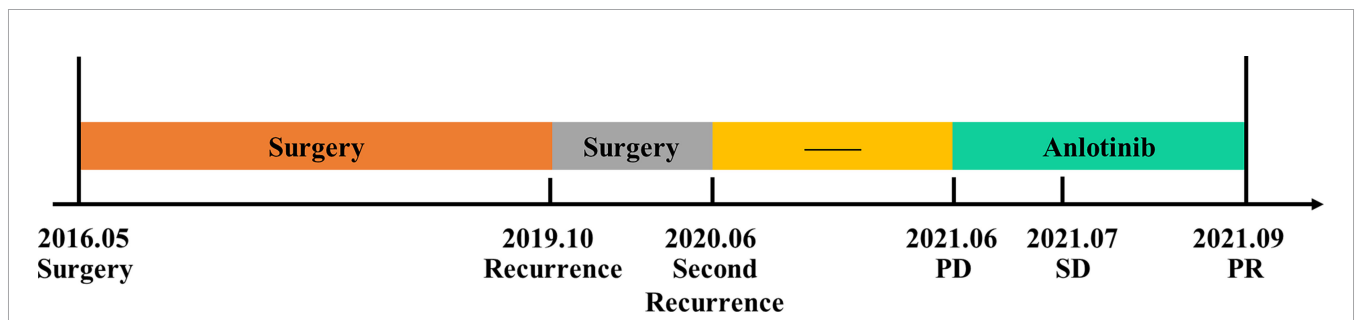 Surgery
Surgery
——
Anlotinib
2016.05
Surgery
2019.10
Recurrence
2020.06
Second
Recurrence
2021.06
PD
2021.07
SD
2021.09
PR